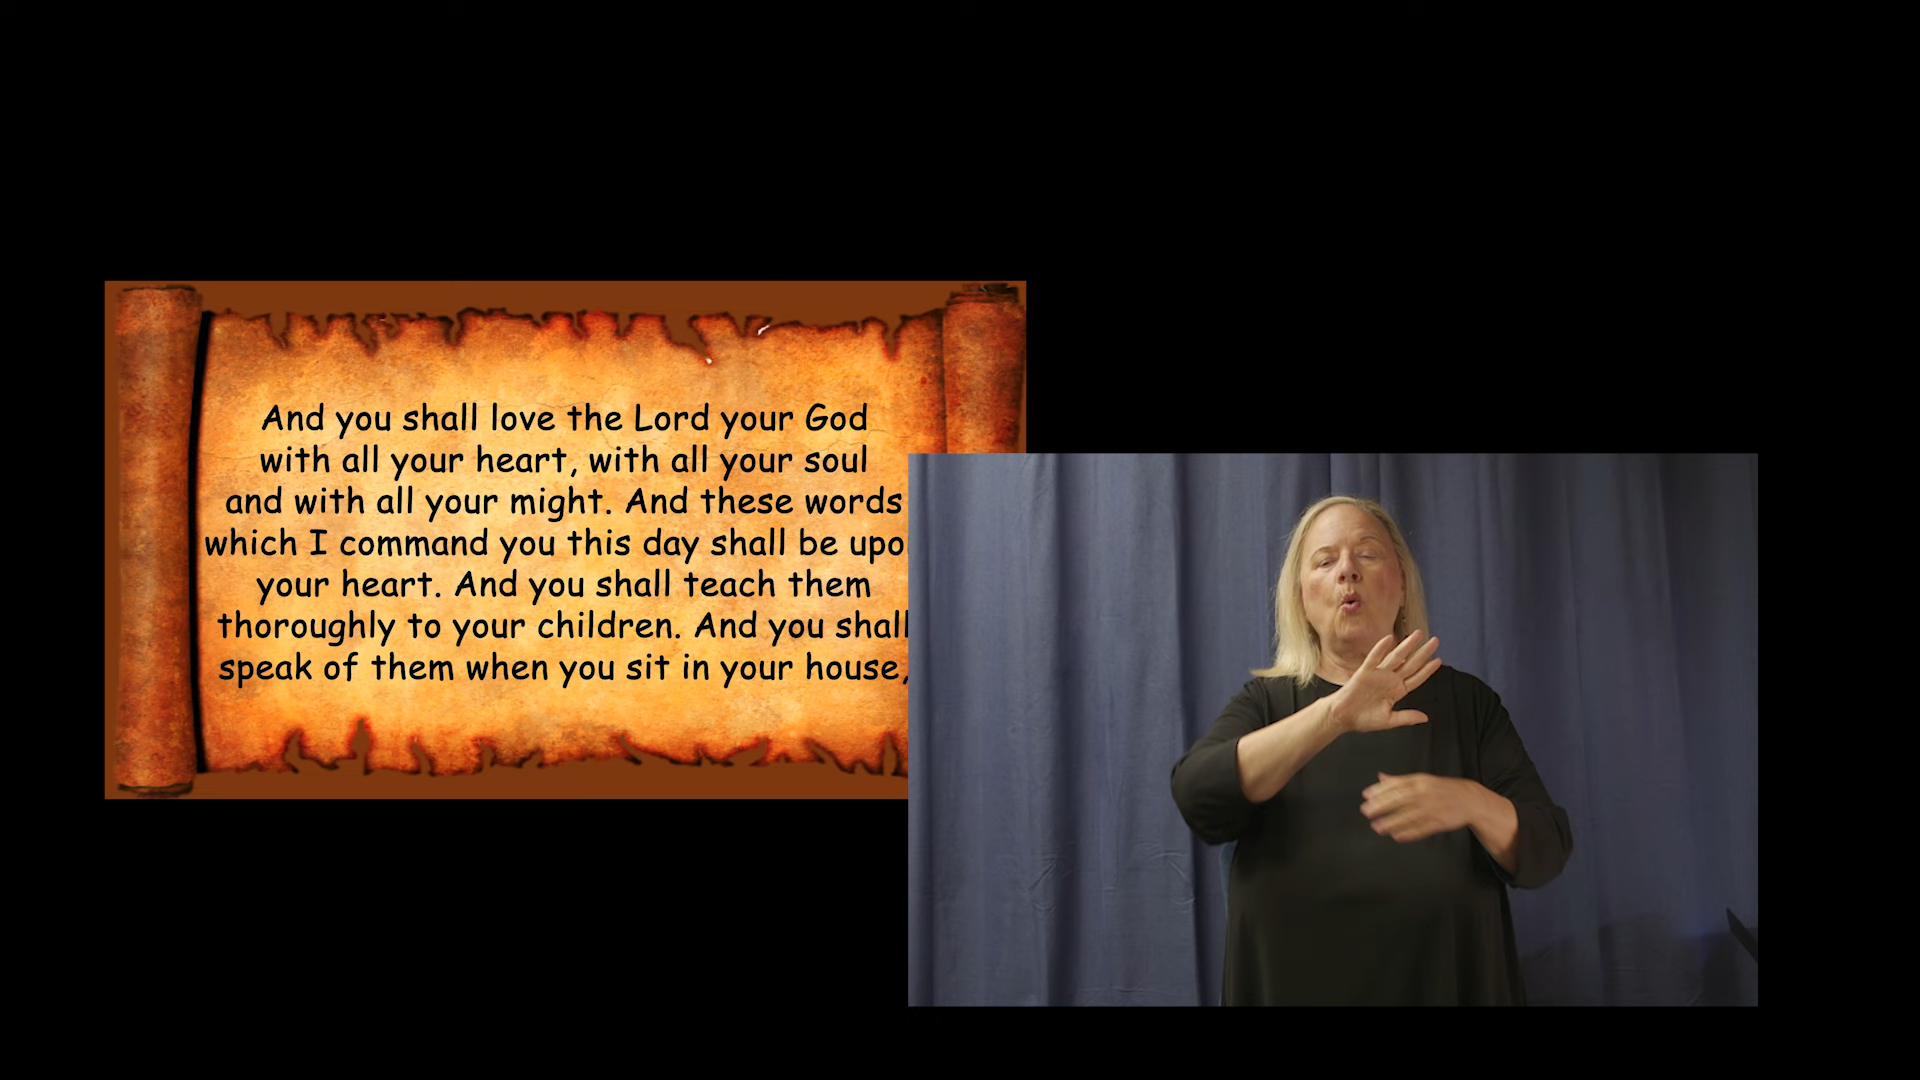 And you shall love the Lord your God
with all your heart, with all your soul
and with all your might. And these words
which I command you this day shall be upo
your heart. And you shall teach them
thoroughly to your children. And you shall
speak of them when you sit in your house,